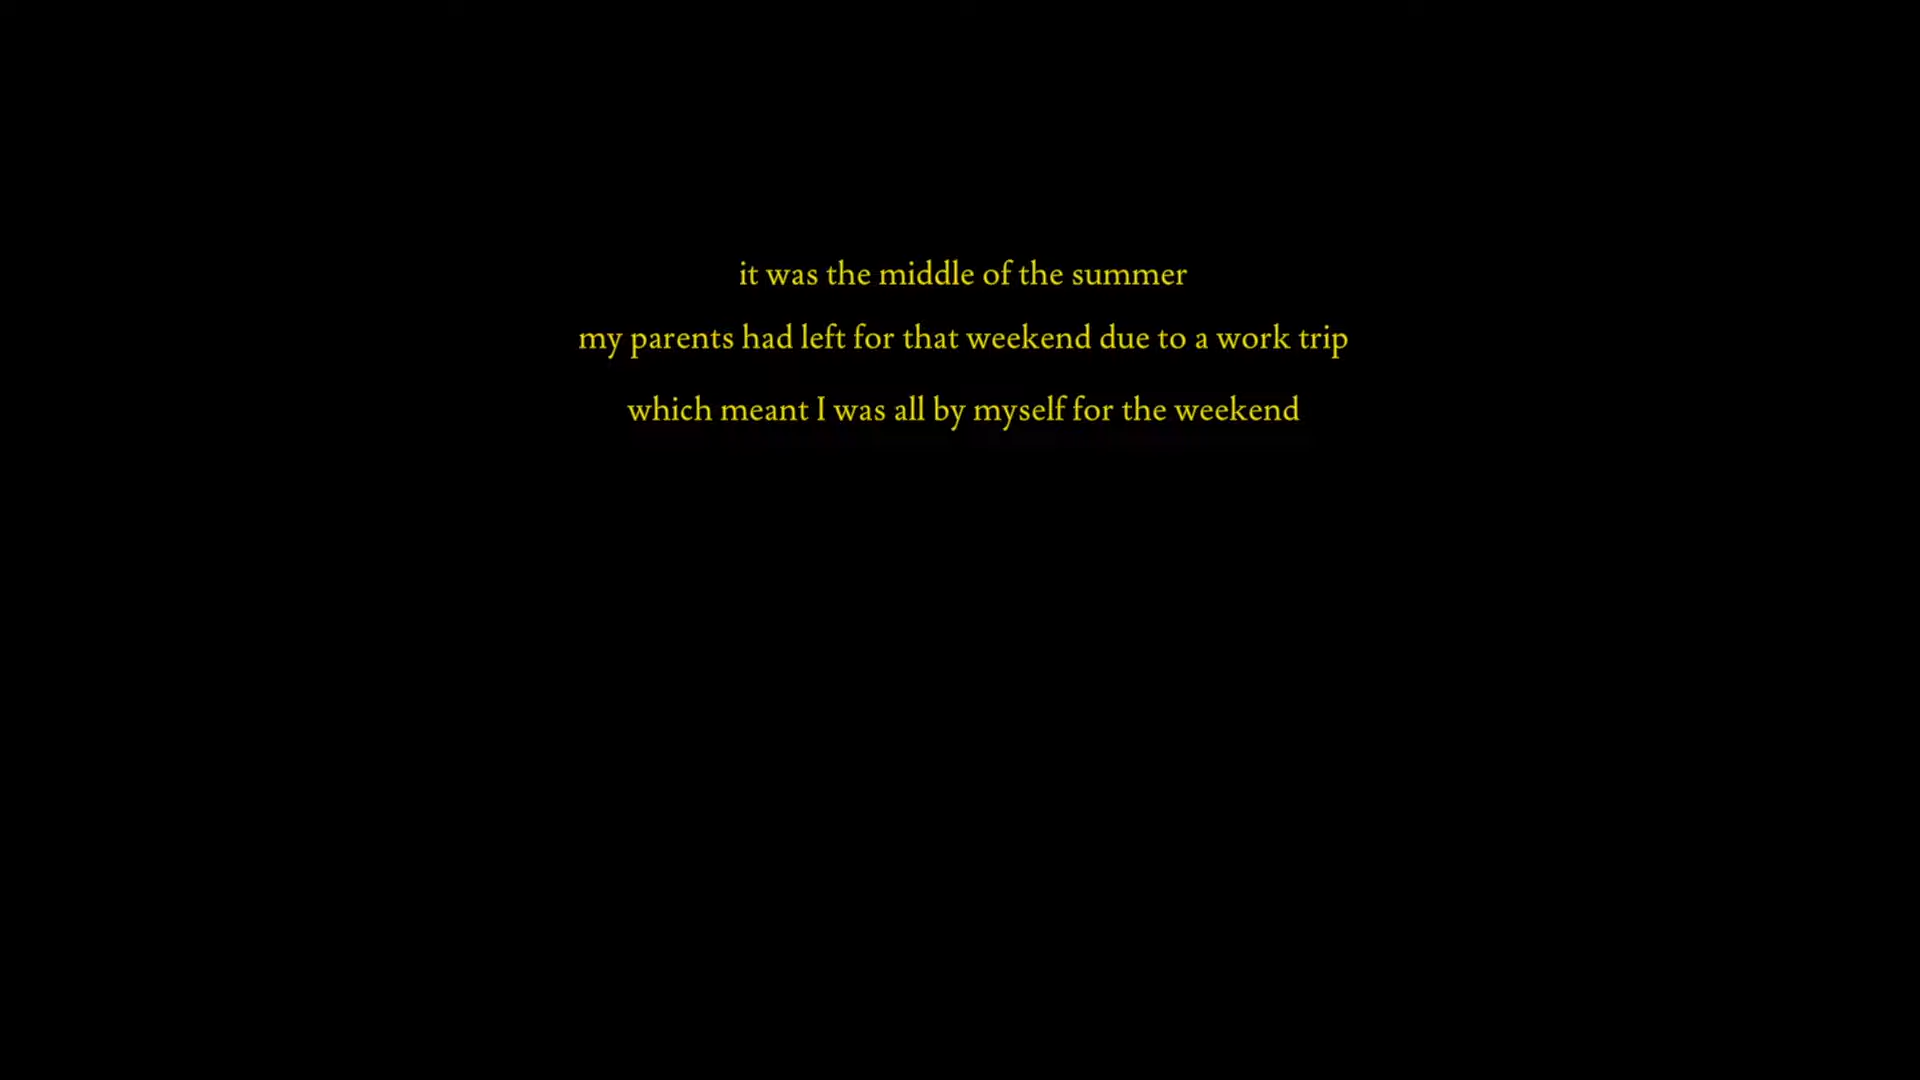 it was the middle of the summer
my parents had left for that weekend due to a work trip
which meant I was all by myself for the weekend